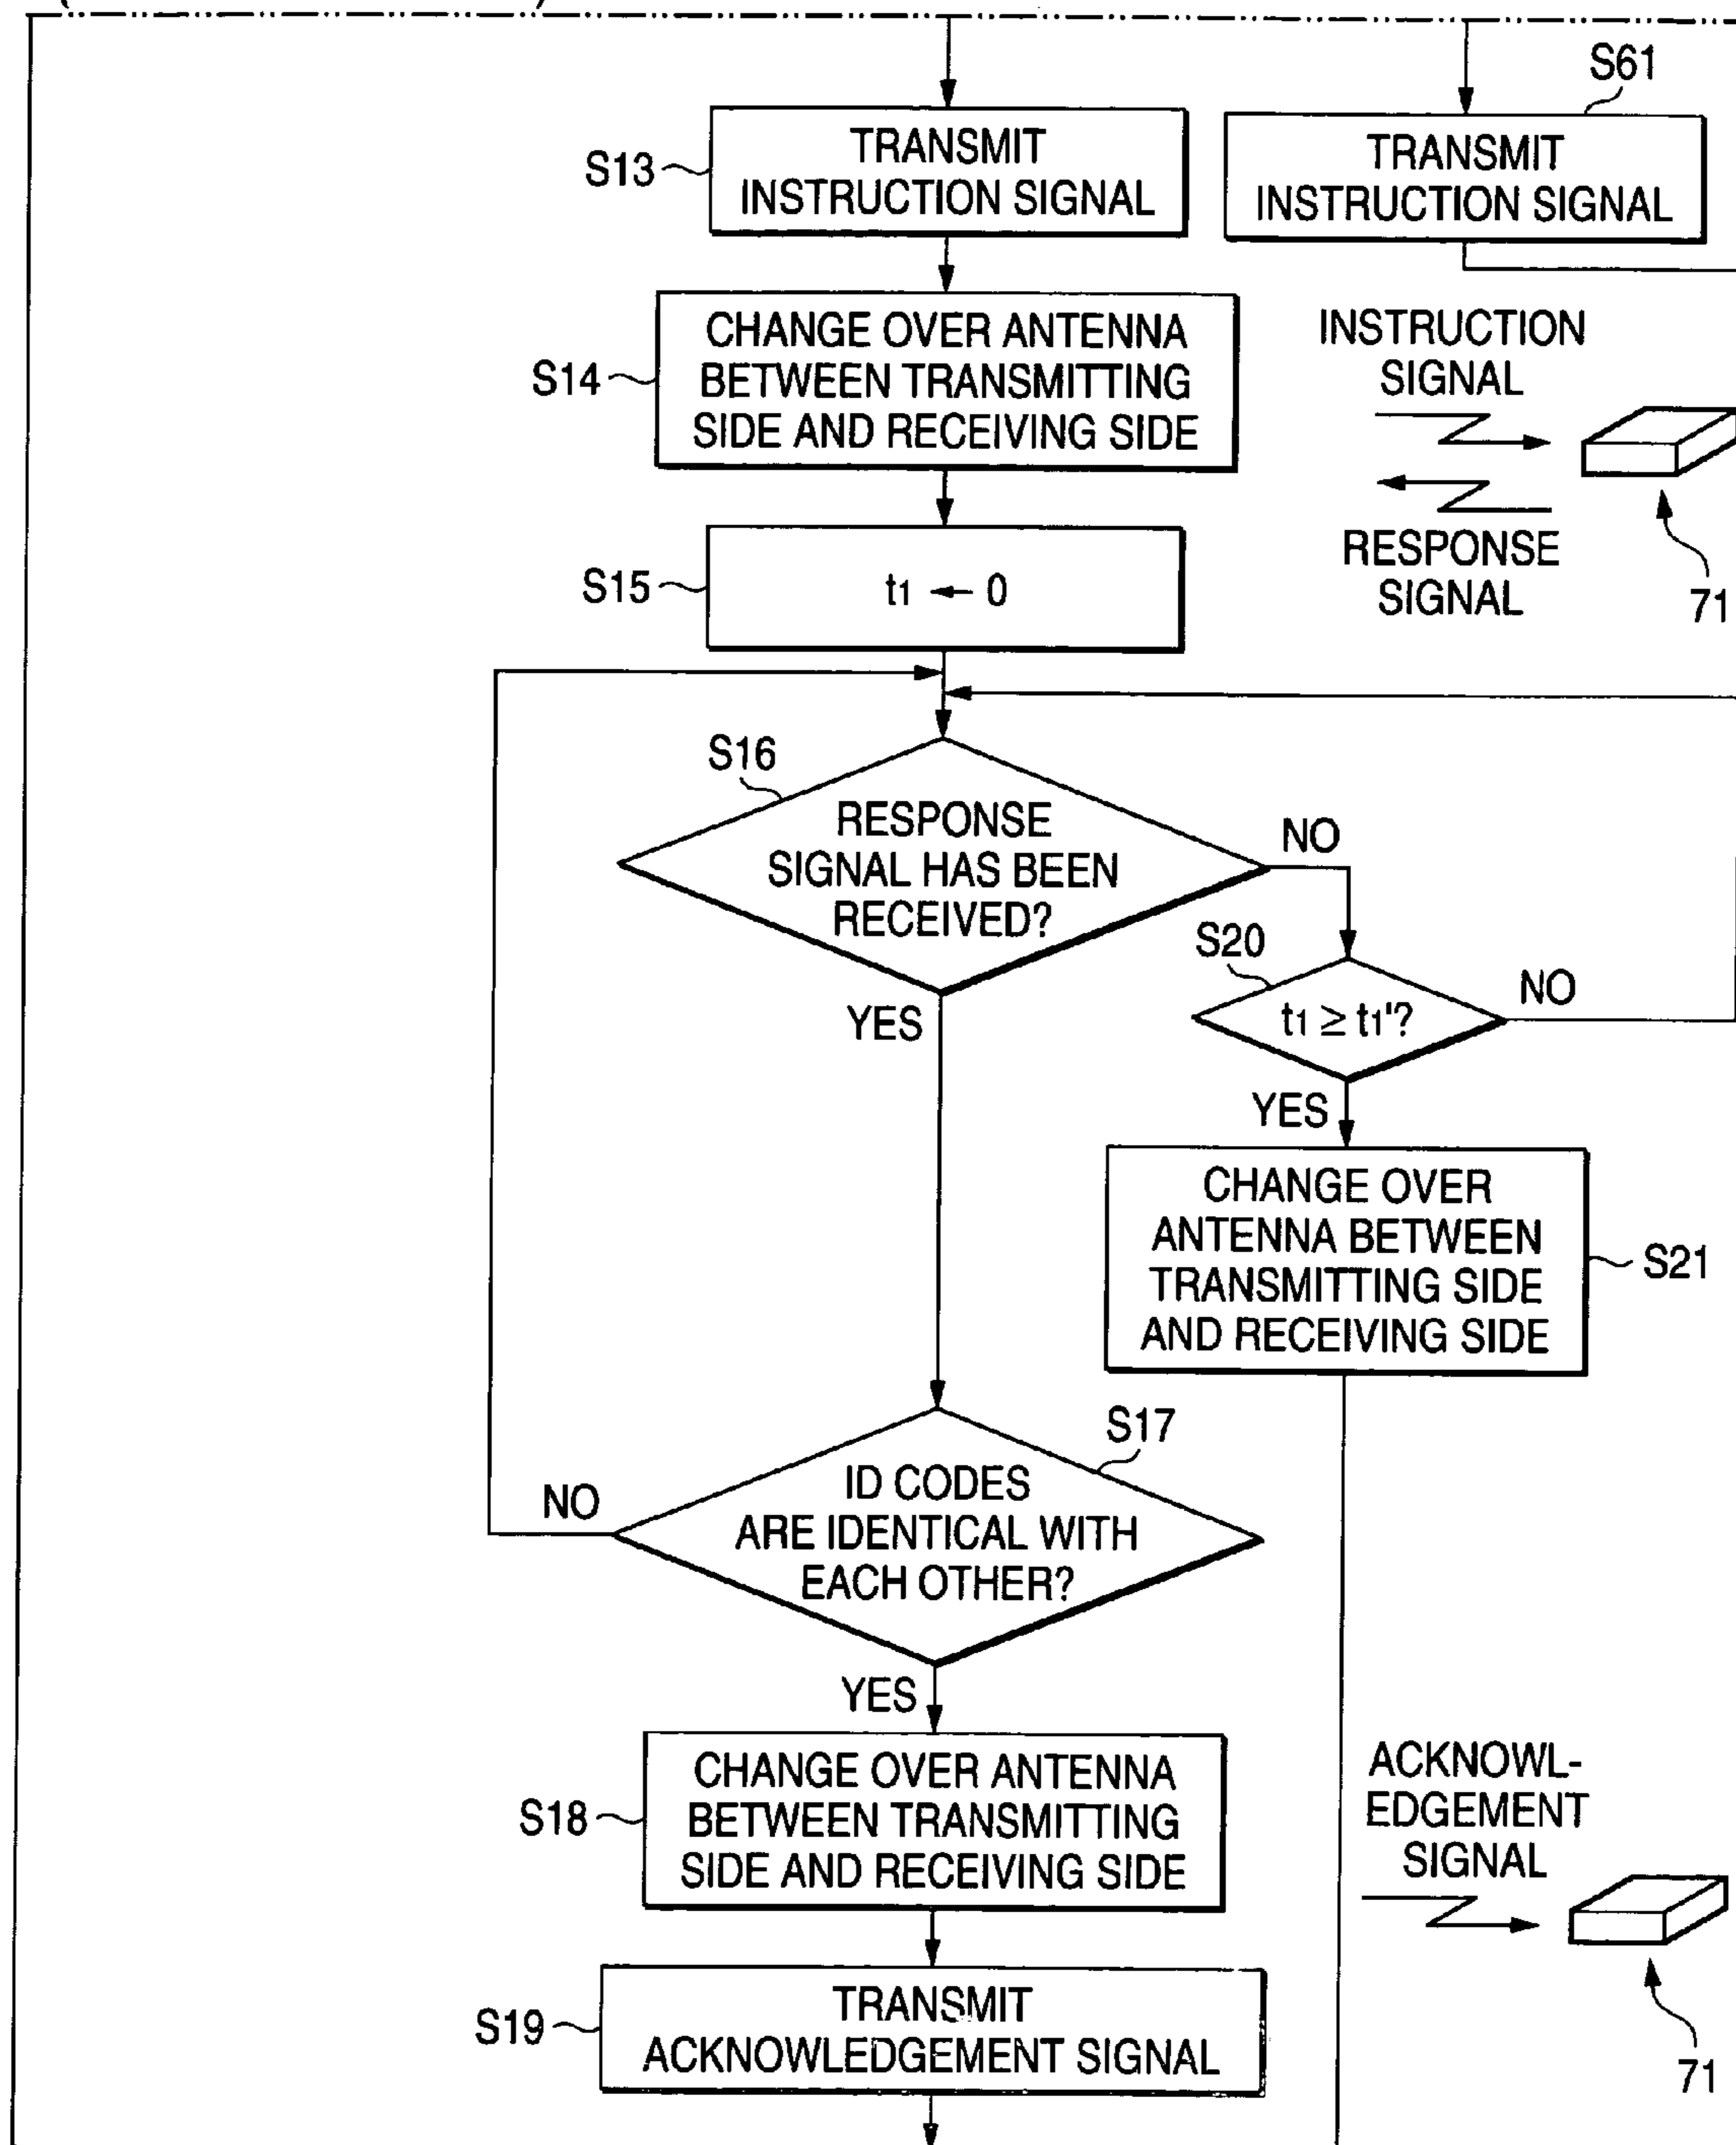 S61
S13
TRANSMIT
INSTRUCTION SIGNAL
TRANSMIT
INSTRUCTION SIGNAL
S14
CHANGE OVER ANTENNA
BETWEEN TRANSMITTING
SIDE AND RECEIVING SIDE
INSTRUCTION
SIGNAL
RESPONSE
SIGNAL
71
S15
t1 ← 0
S16
RESPONSE
SIGNAL HAS BEEN
RECEIVED?
NO
YES
S20
t1 ≥ t1'?
NO
YES
CHANGE OVER
ANTENNA BETWEEN
TRANSMITTING SIDE
AND RECEIVING SIDE
S21
S17
ID CODES
ARE IDENTICAL WITH
EACH OTHER?
NO
YES
S18
CHANGE OVER ANTENNA
BETWEEN TRANSMITTING
SIDE AND RECEIVING SIDE
ACKNOWL-
EDGEMENT
SIGNAL
71
S19
TRANSMIT
ACKNOWLEDGEMENT SIGNAL